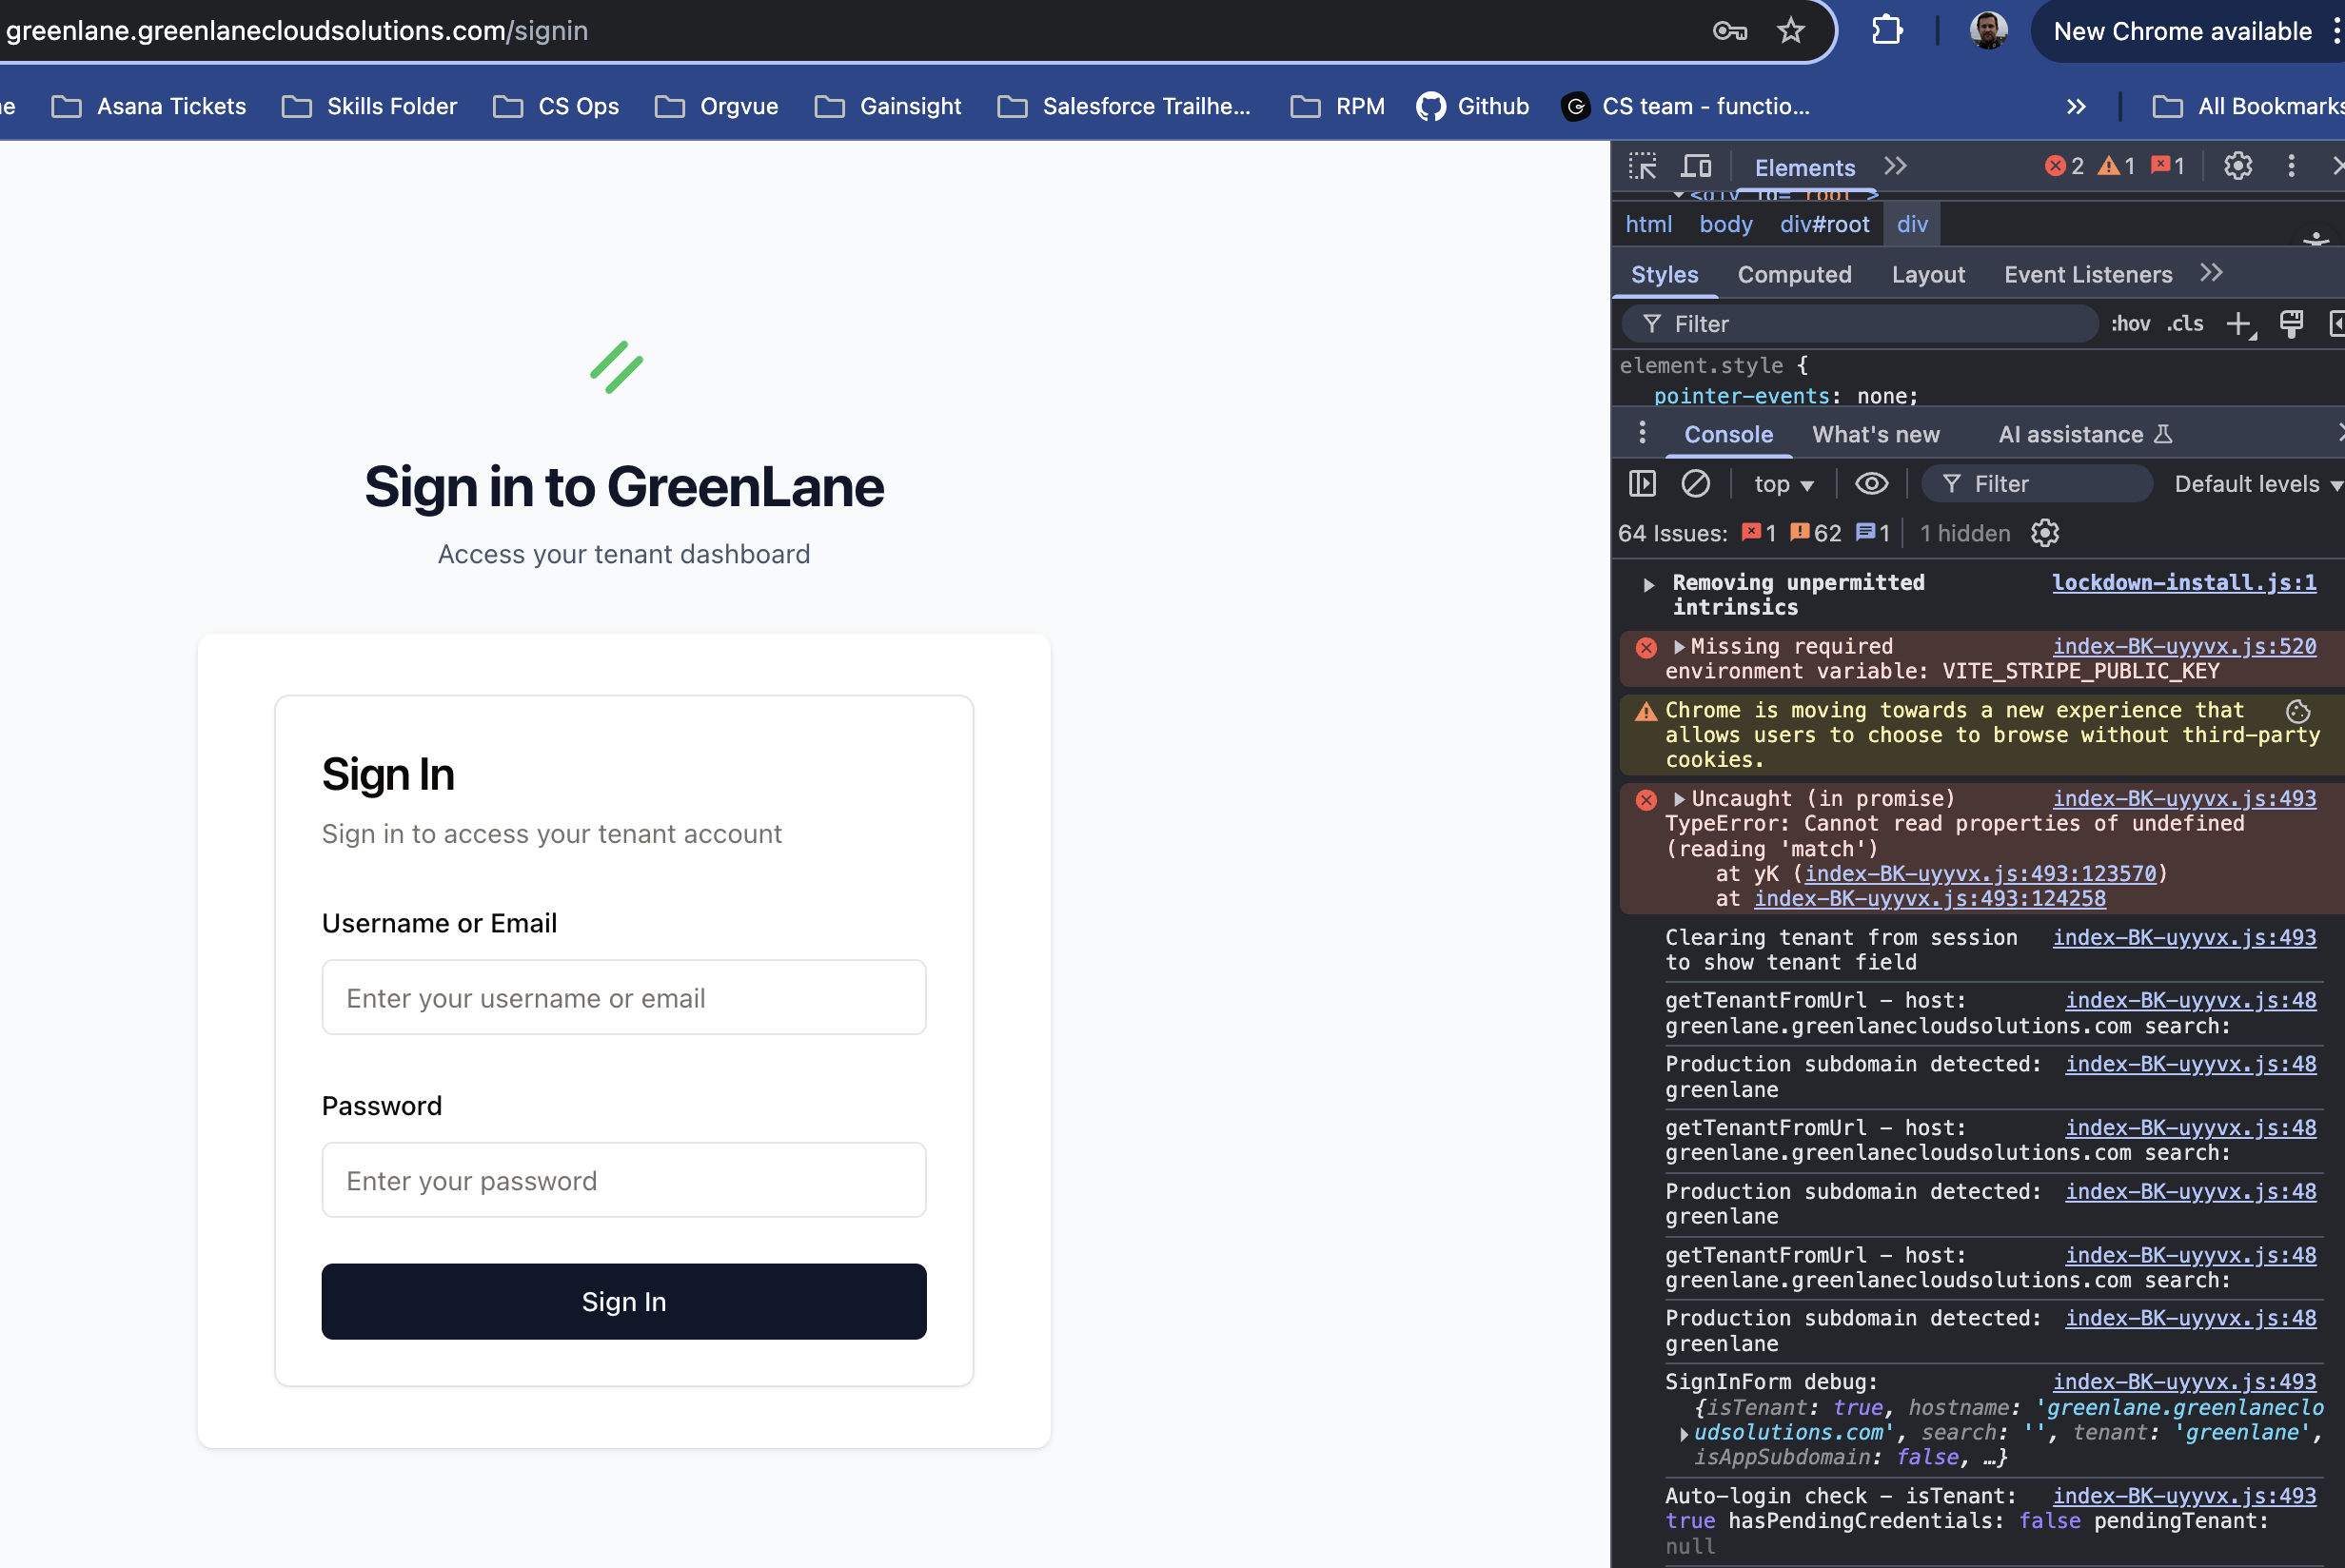 greenlane.greenlanecloudsolutions.com/signin
New Chrome available
e
Asana Tickets
Skills Folder
CS Ops
Orgvue
Gainsight
Salesforce Trailhe...
RPM
Github
CS team - functio...
All Bookmarks
Sign in to GreenLane
Access your tenant dashboard
Sign In
Sign in to access your tenant account
Username or Email
Enter your username or email
Password
Enter your password
Sign In
Elements
2
1
1
<div id="root">
html body div#root div
Styles Computed Layout Event Listeners
Filter
:hov .cls
element.style {
pointer-events: none;
Console What's new AI assistance
top
Filter
Default levels
64 Issues: 1 62 1 1 hidden
Removing unpermitted lockdown-install.js:1
intrinsics
Missing required index-BK-uyyvx.js:520
environment variable: VITE_STRIPE_PUBLIC_KEY
Chrome is moving towards a new experience that
allows users to choose to browse without third-party
cookies.
Uncaught (in promise) index-BK-uyyvx.js:493
TypeError: Cannot read properties of undefined
(reading 'match')
at yK (index-BK-uyyvx.js:493:123570)
at index-BK-uyyvx.js:493:124258
Clearing tenant from session index-BK-uyyvx.js:493
to show tenant field
getTenantFromUrl - host: index-BK-uyyvx.js:48
greenlane.greenlanecloudsolutions.com search:
Production subdomain detected: index-BK-uyyvx.js:48
greenlane
getTenantFromUrl - host: index-BK-uyyvx.js:48
greenlane.greenlanecloudsolutions.com search:
Production subdomain detected: index-BK-uyyvx.js:48
greenlane
getTenantFromUrl - host: index-BK-uyyvx.js:48
greenlane.greenlanecloudsolutions.com search:
Production subdomain detected: index-BK-uyyvx.js:48
greenlane
SignInForm debug: index-BK-uyyvx.js:493
{isTenant: true, hostname: 'greenlane.greenlaneclo
udsolutions.com', search: '', tenant: 'greenlane',
isAppSubdomain: false, …}
Auto-login check - isTenant: index-BK-uyyvx.js:493
true hasPendingCredentials: false pendingTenant:
null